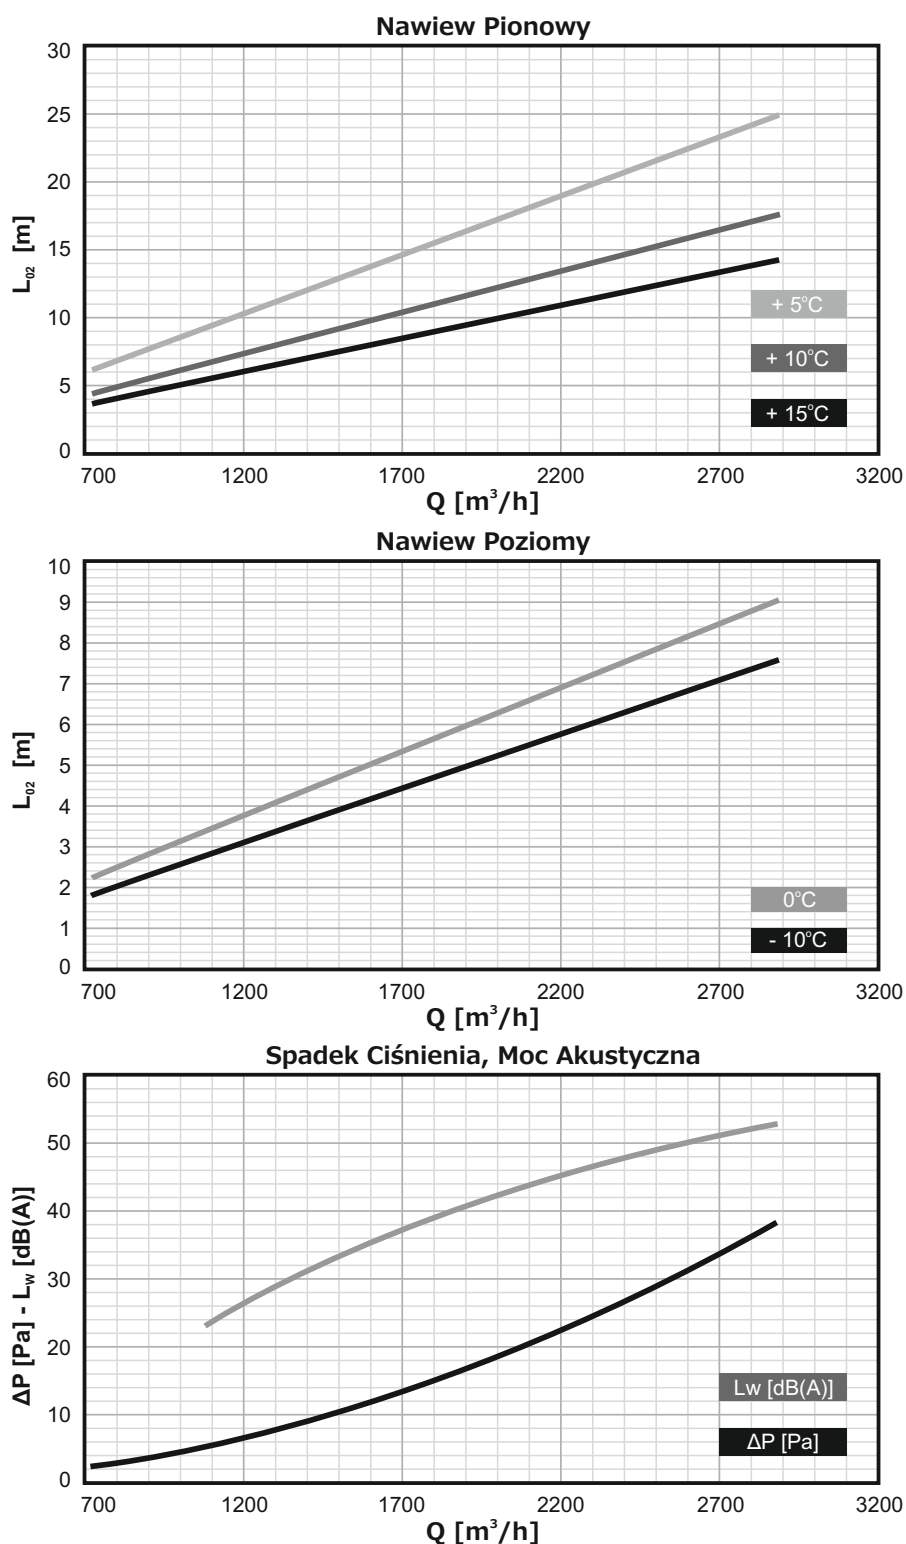 Nawiew Pionowy
30
25
20
15
10
5
0
L₀₂ [m]
+ 5°C
+ 10°C
+ 15°C
700 1200 1700 2200 2700 3200
Q [m³/h]
Nawiew Poziomy
10
9
8
7
6
5
4
3
2
1
0
L₀₂ [m]
0°C
- 10°C
700 1200 1700 2200 2700 3200
Q [m³/h]
Spadek Ciśnienia, Moc Akustyczna
60
50
40
30
20
10
0
ΔP [Pa] - Lw [dB(A)]
Lw [dB(A)]
ΔP [Pa]
700 1200 1700 2200 2700 3200
Q [m³/h]